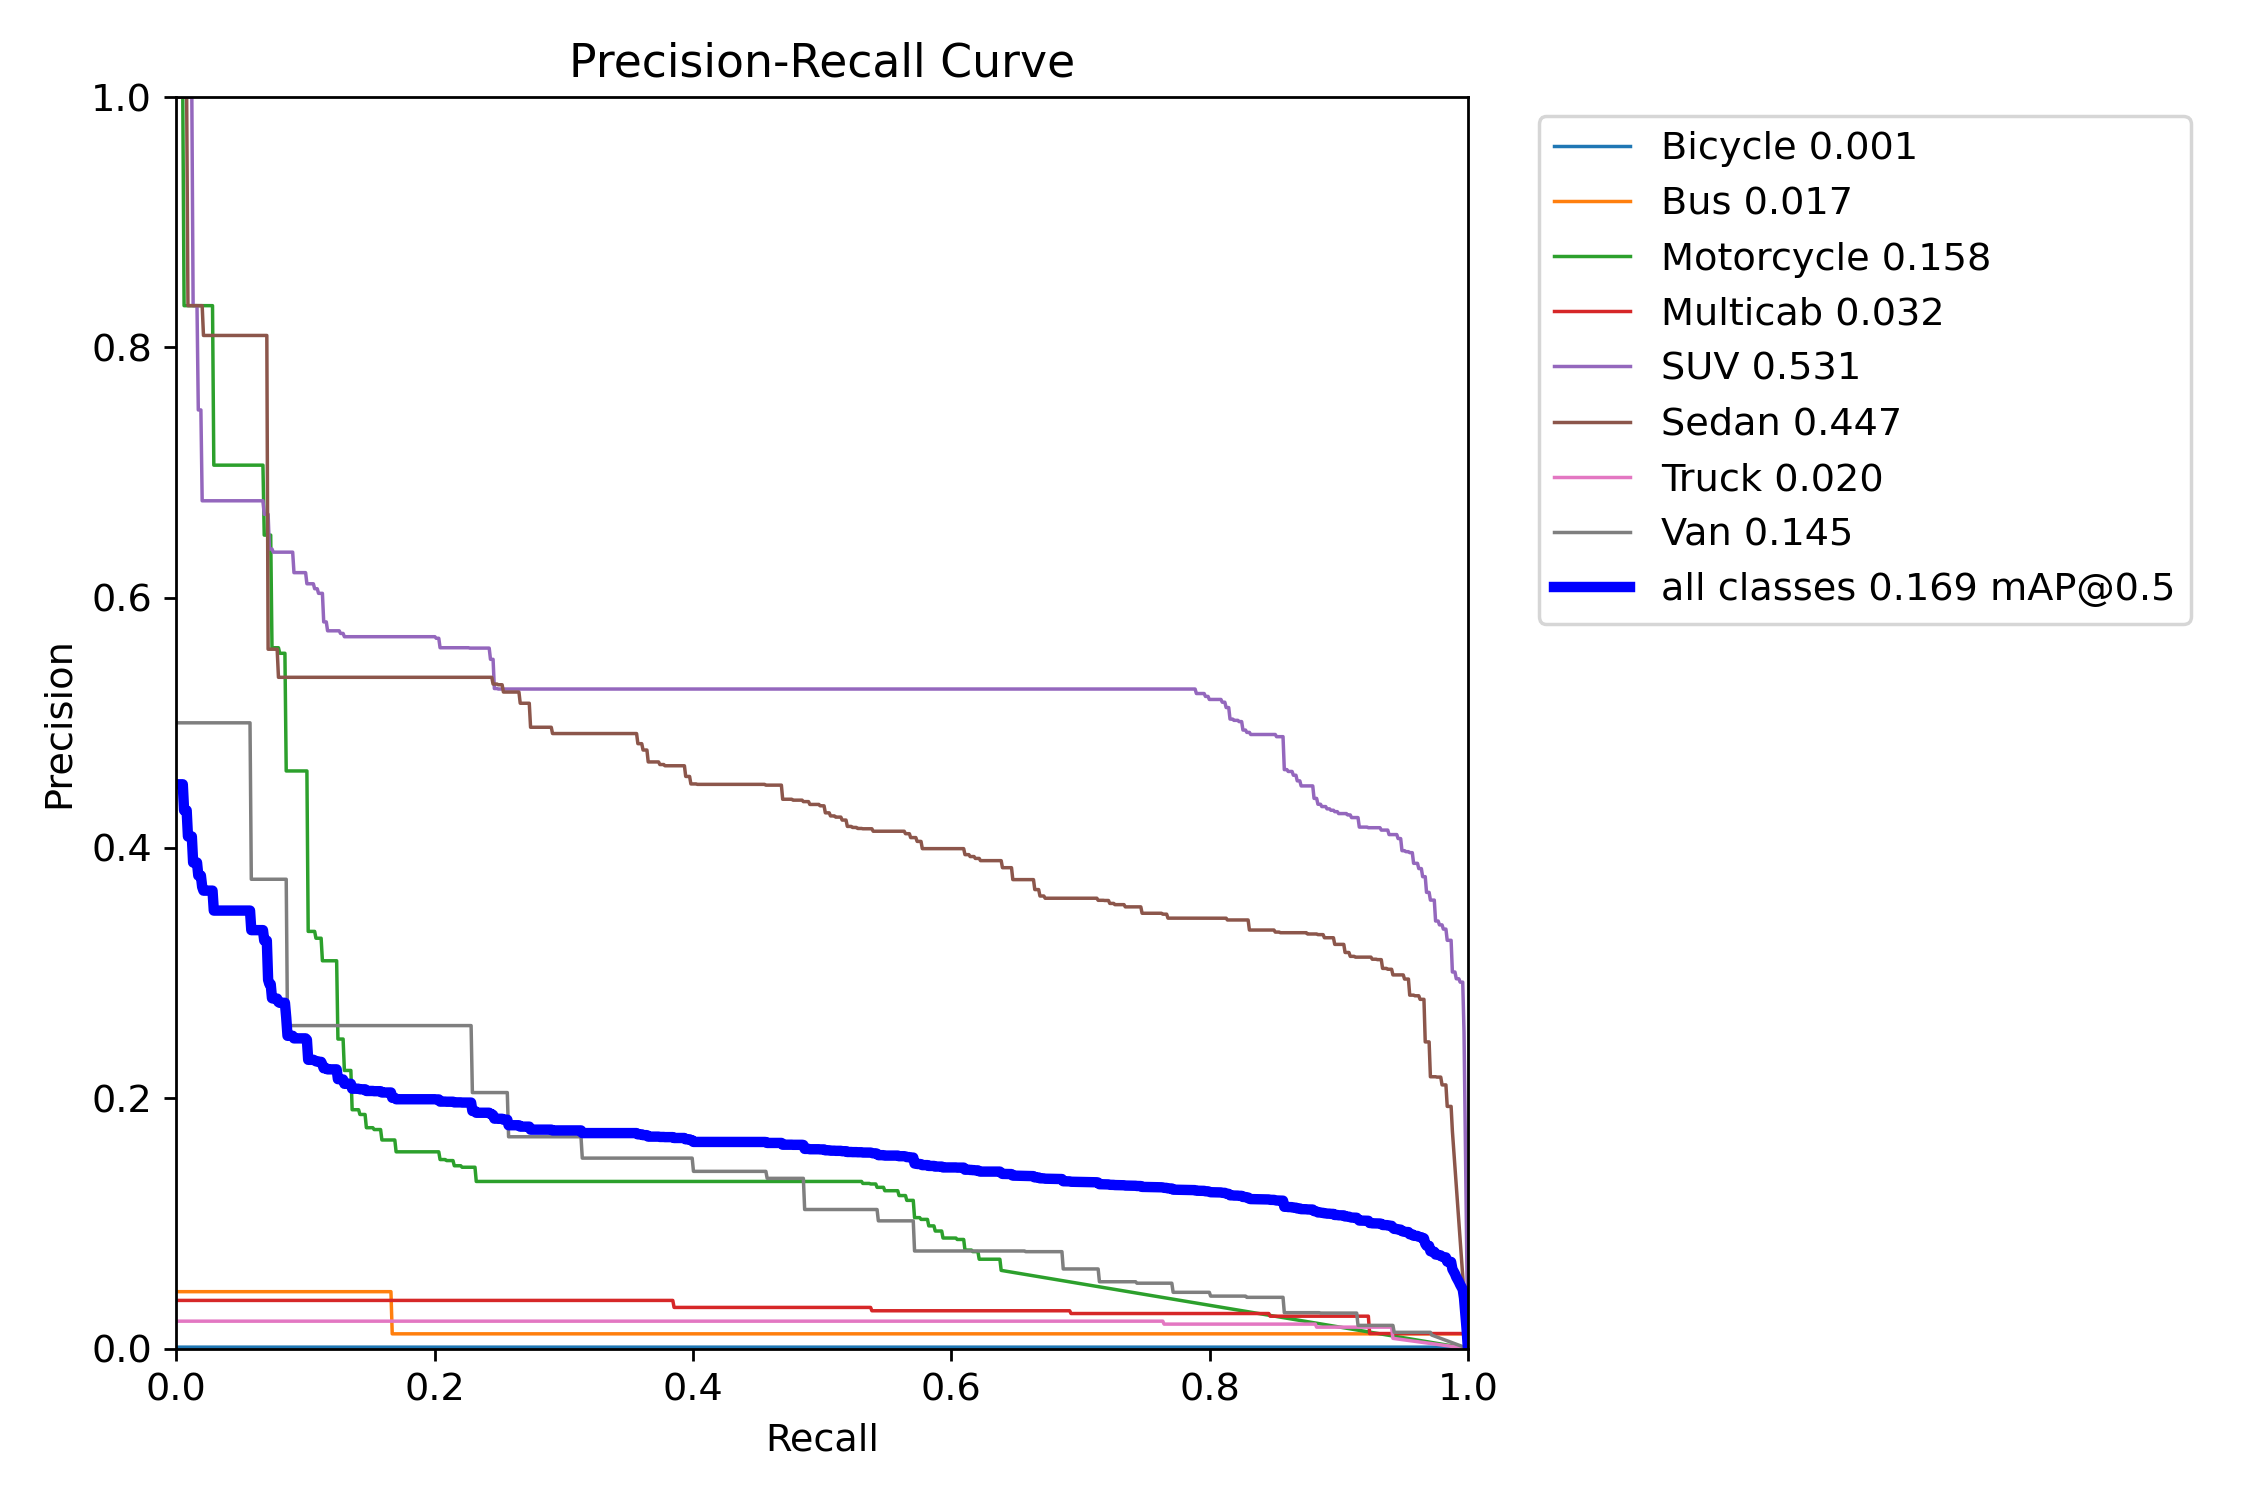 Precision-Recall Curve
1.0
0.8
0.6
0.4
0.2
0.0
Precision
0.0 0.2 0.4 0.6 0.8 1.0
Recall
Bicycle 0.001
Bus 0.017
Motorcycle 0.158
Multicab 0.032
SUV 0.531
Sedan 0.447
Truck 0.020
Van 0.145
all classes 0.169 mAP@0.5